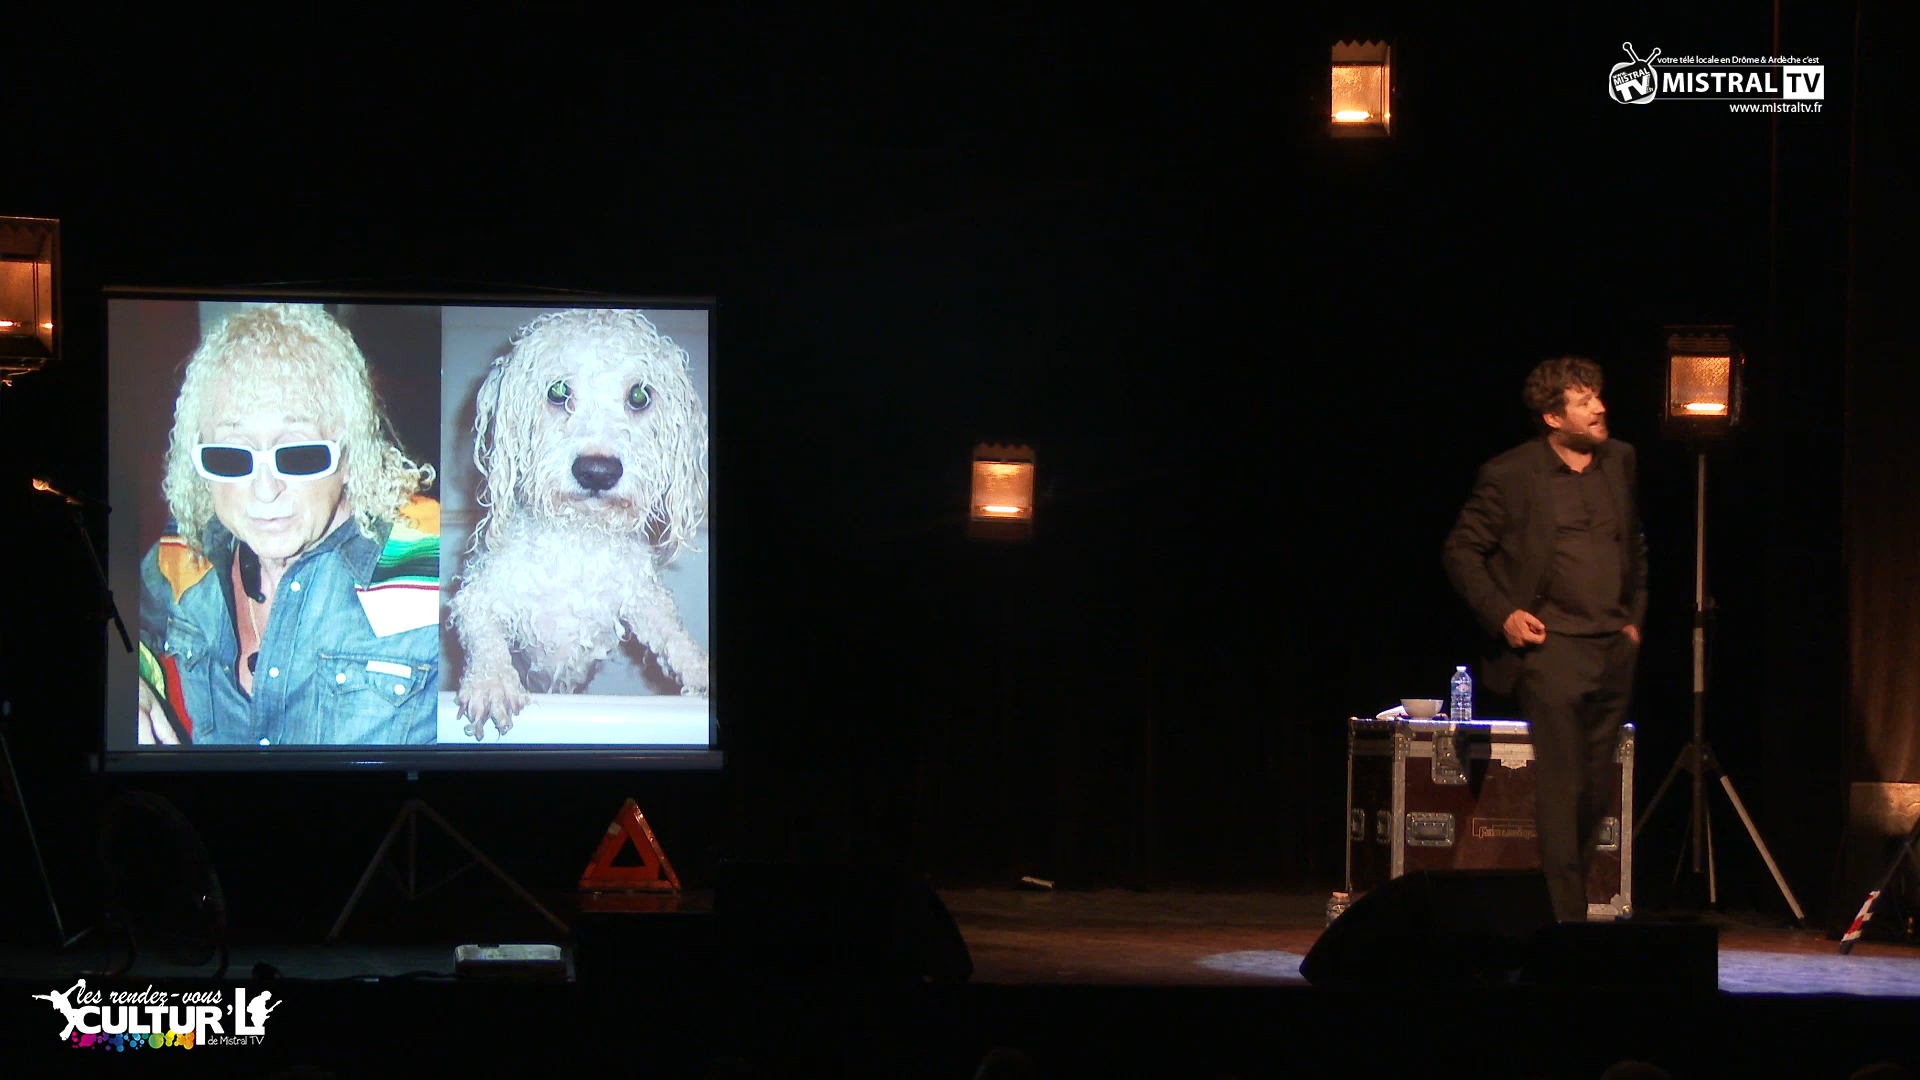 votre télé locale en Drôme & Ardèche c'est
MISTRAL TV
www.mistraltv.fr
les rendez-vous
CULTUR'L
de Mistral TV